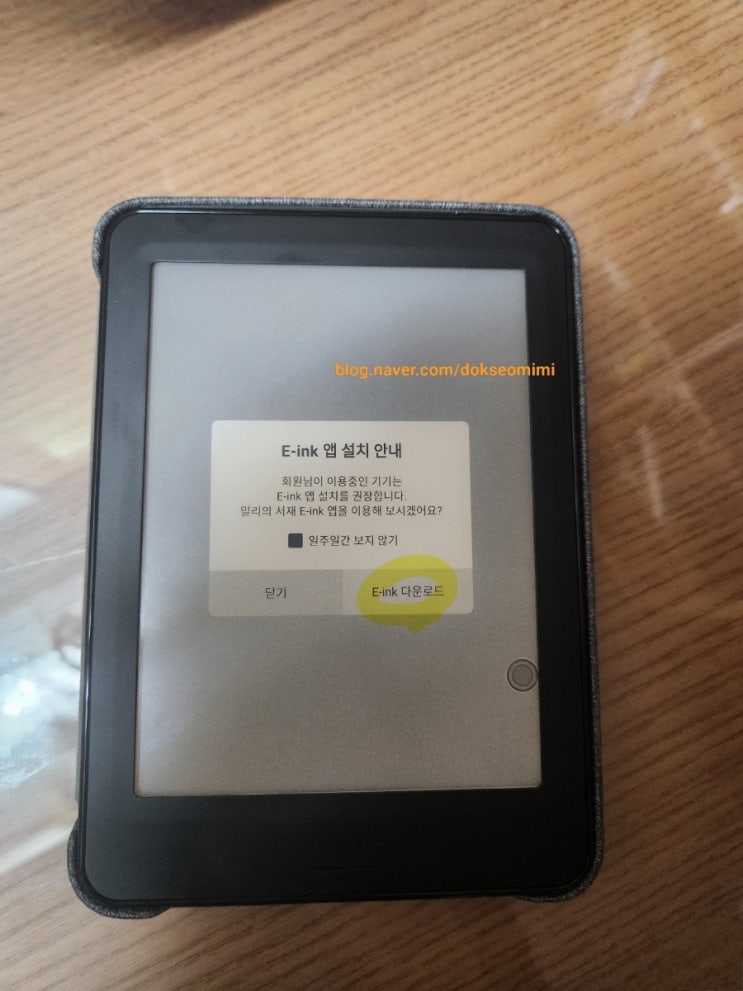 blog.naver.com/dokseomimi
E-ink 앱 설치 안내
회원님이 이용중인 기기는
E-ink 앱 설치를 권장합니다.
밀리의 서재 E-ink 앱을 이용해 보시겠어요?
일주일간 보지 않기
닫기
E-ink 다운로드